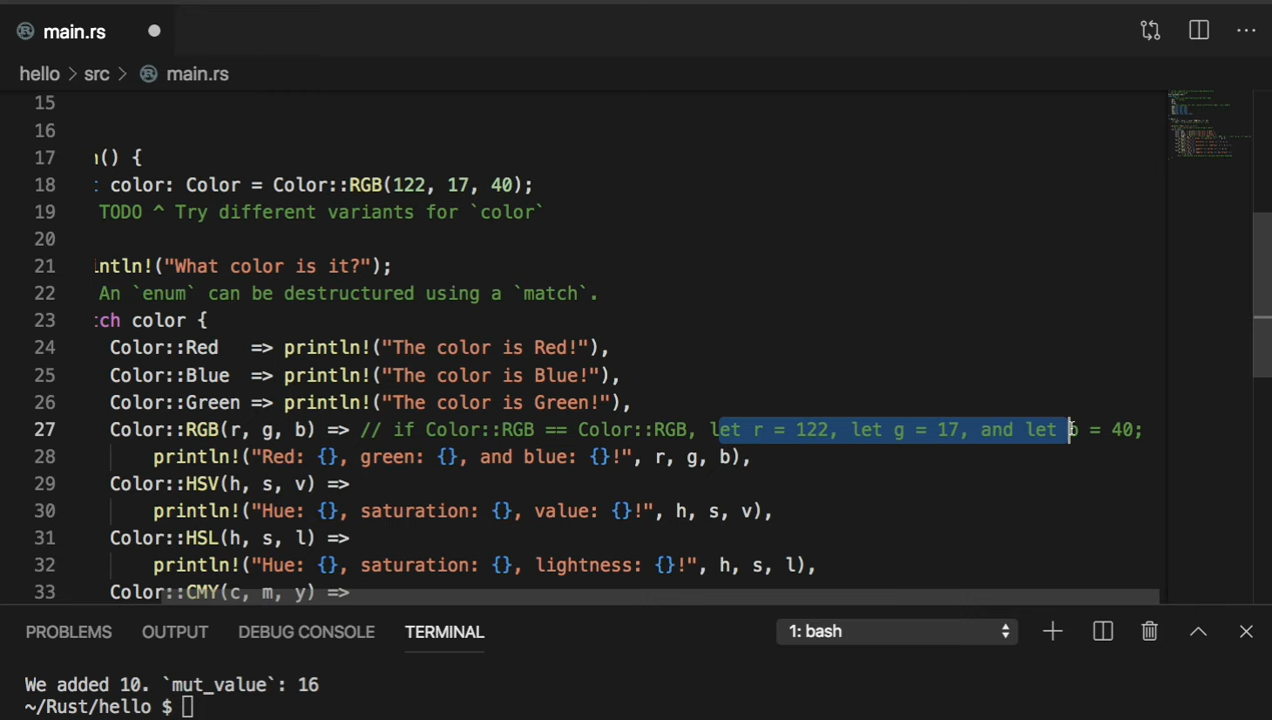 main.rs
hello > src > main.rs
15
16
17 n() {
18 color: Color = Color::RGB(122, 17, 40);
19 TODO ^ Try different variants for `color`
20
21 intln!("What color is it?");
22 An `enum` can be destructured using a `match`.
23 tch color {
24 Color::Red => println!("The color is Red!"),
25 Color::Blue => println!("The color is Blue!"),
26 Color::Green => println!("The color is Green!"),
27 Color::RGB(r, g, b) => // if Color::RGB == Color::RGB, let r = 122, let g = 17, and let b = 40;
28 println!("Red: {}, green: {}, and blue: {}!", r, g, b),
29 Color::HSV(h, s, v) =>
30 println!("Hue: {}, saturation: {}, value: {}!", h, s, v),
31 Color::HSL(h, s, l) =>
32 println!("Hue: {}, saturation: {}, lightness: {}!", h, s, l),
33 Color::CMY(c, m, y) =>
PROBLEMS OUTPUT DEBUG CONSOLE TERMINAL 1: bash
We added 10. `mut_value`: 16
~/Rust/hello $